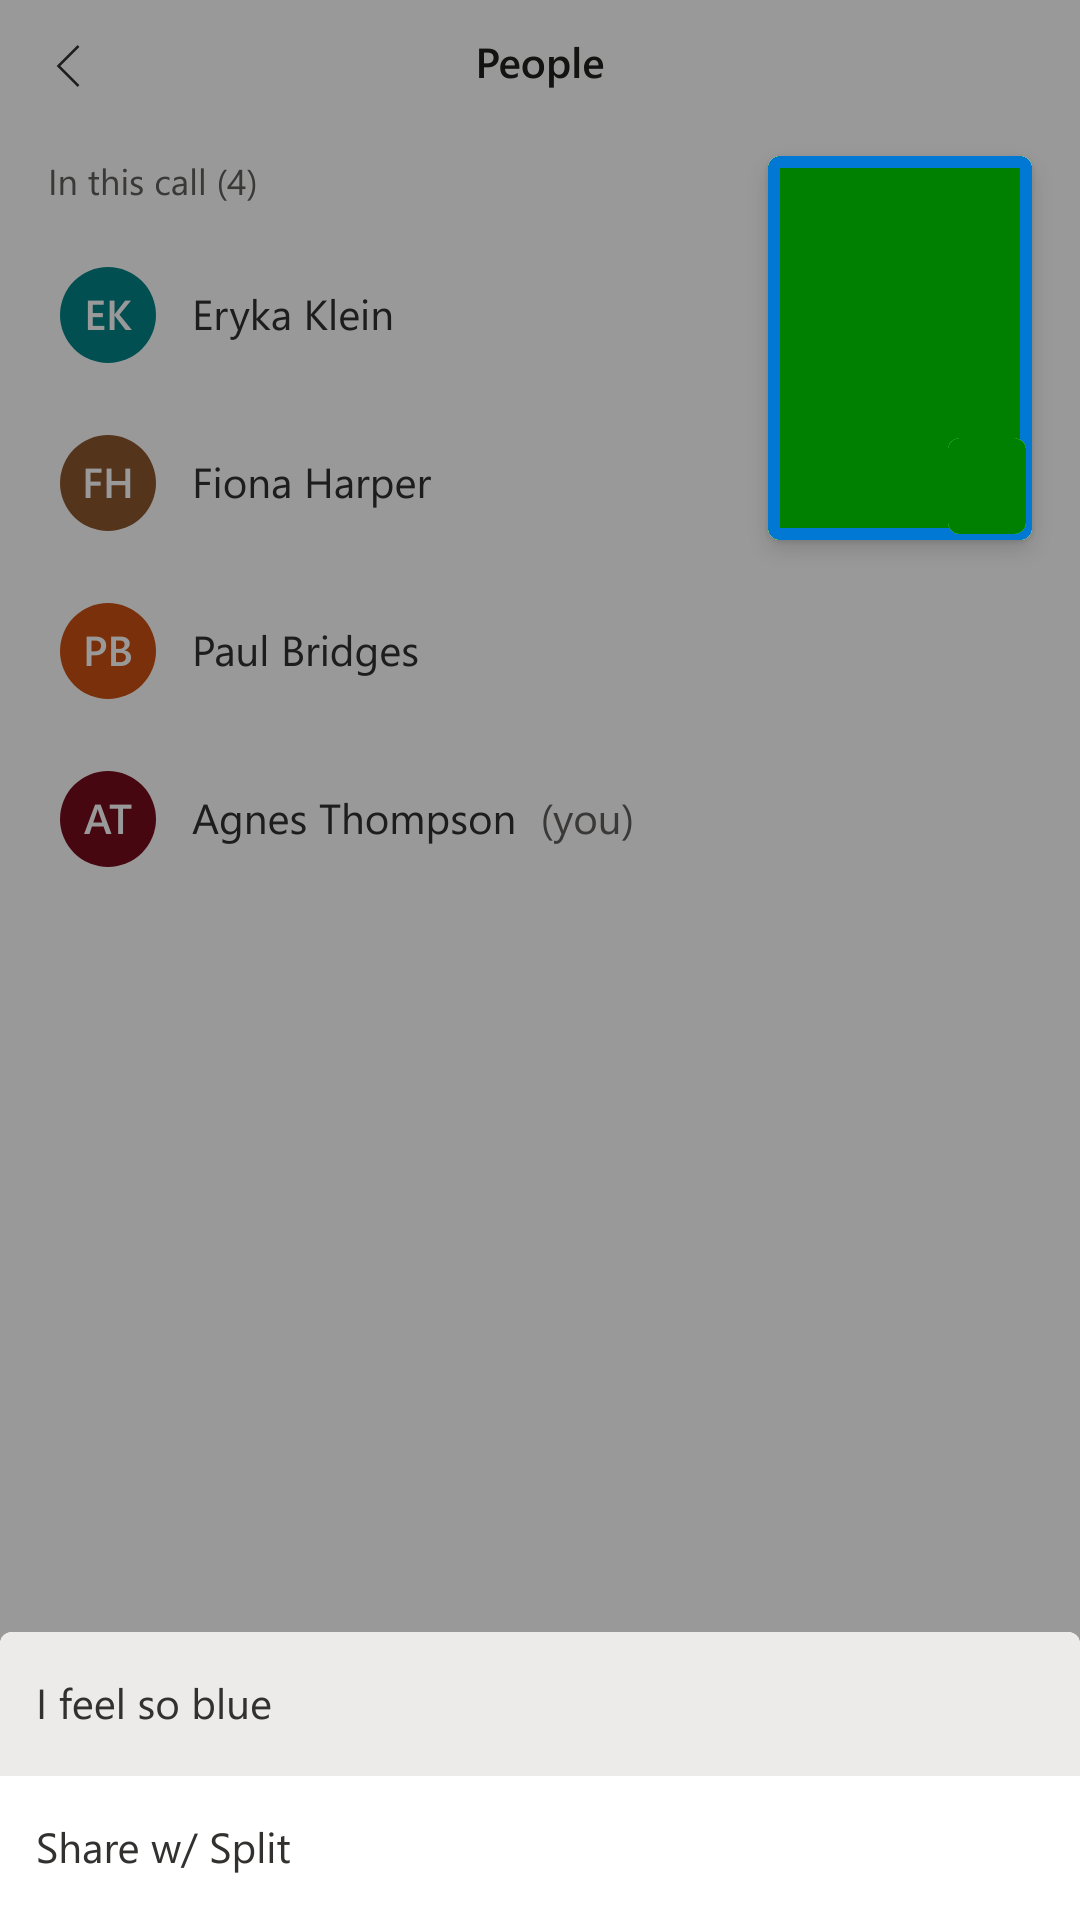 People
In this call (4)
EK Eryka Klein
FH Fiona Harper
PB Paul Bridges
AT Agnes Thompson (you)
I feel so blue
Share w/ Split